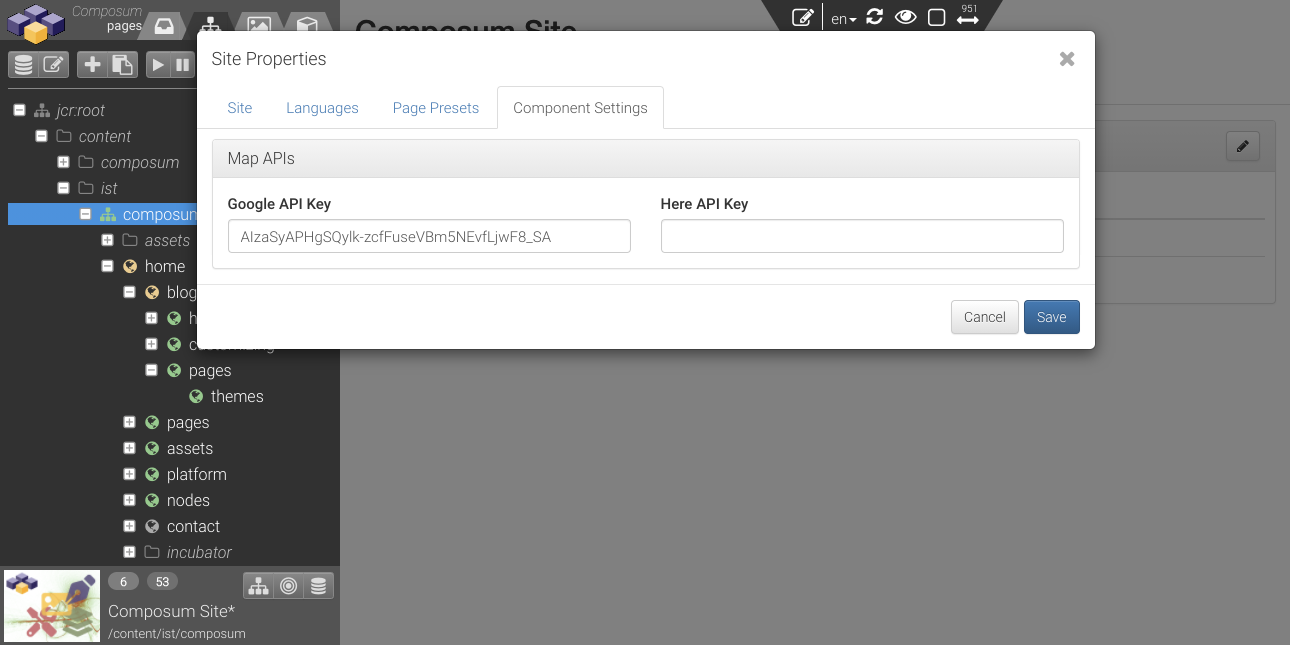 Composum
pages
en
951
Composum Site
Site Properties
Site
Languages
Page Presets
Component Settings
Map APIs
Google API Key
Here API Key
AIzaSyAPHgSQylk-zcfFuseVBm5NEvfLjwF8_SA
Cancel
Save
jcr:root
content
composum
ist
composum
assets
home
blog
customizing
pages
themes
pages
assets
platform
nodes
contact
incubator
6
53
Composum Site*
/content/ist/composum